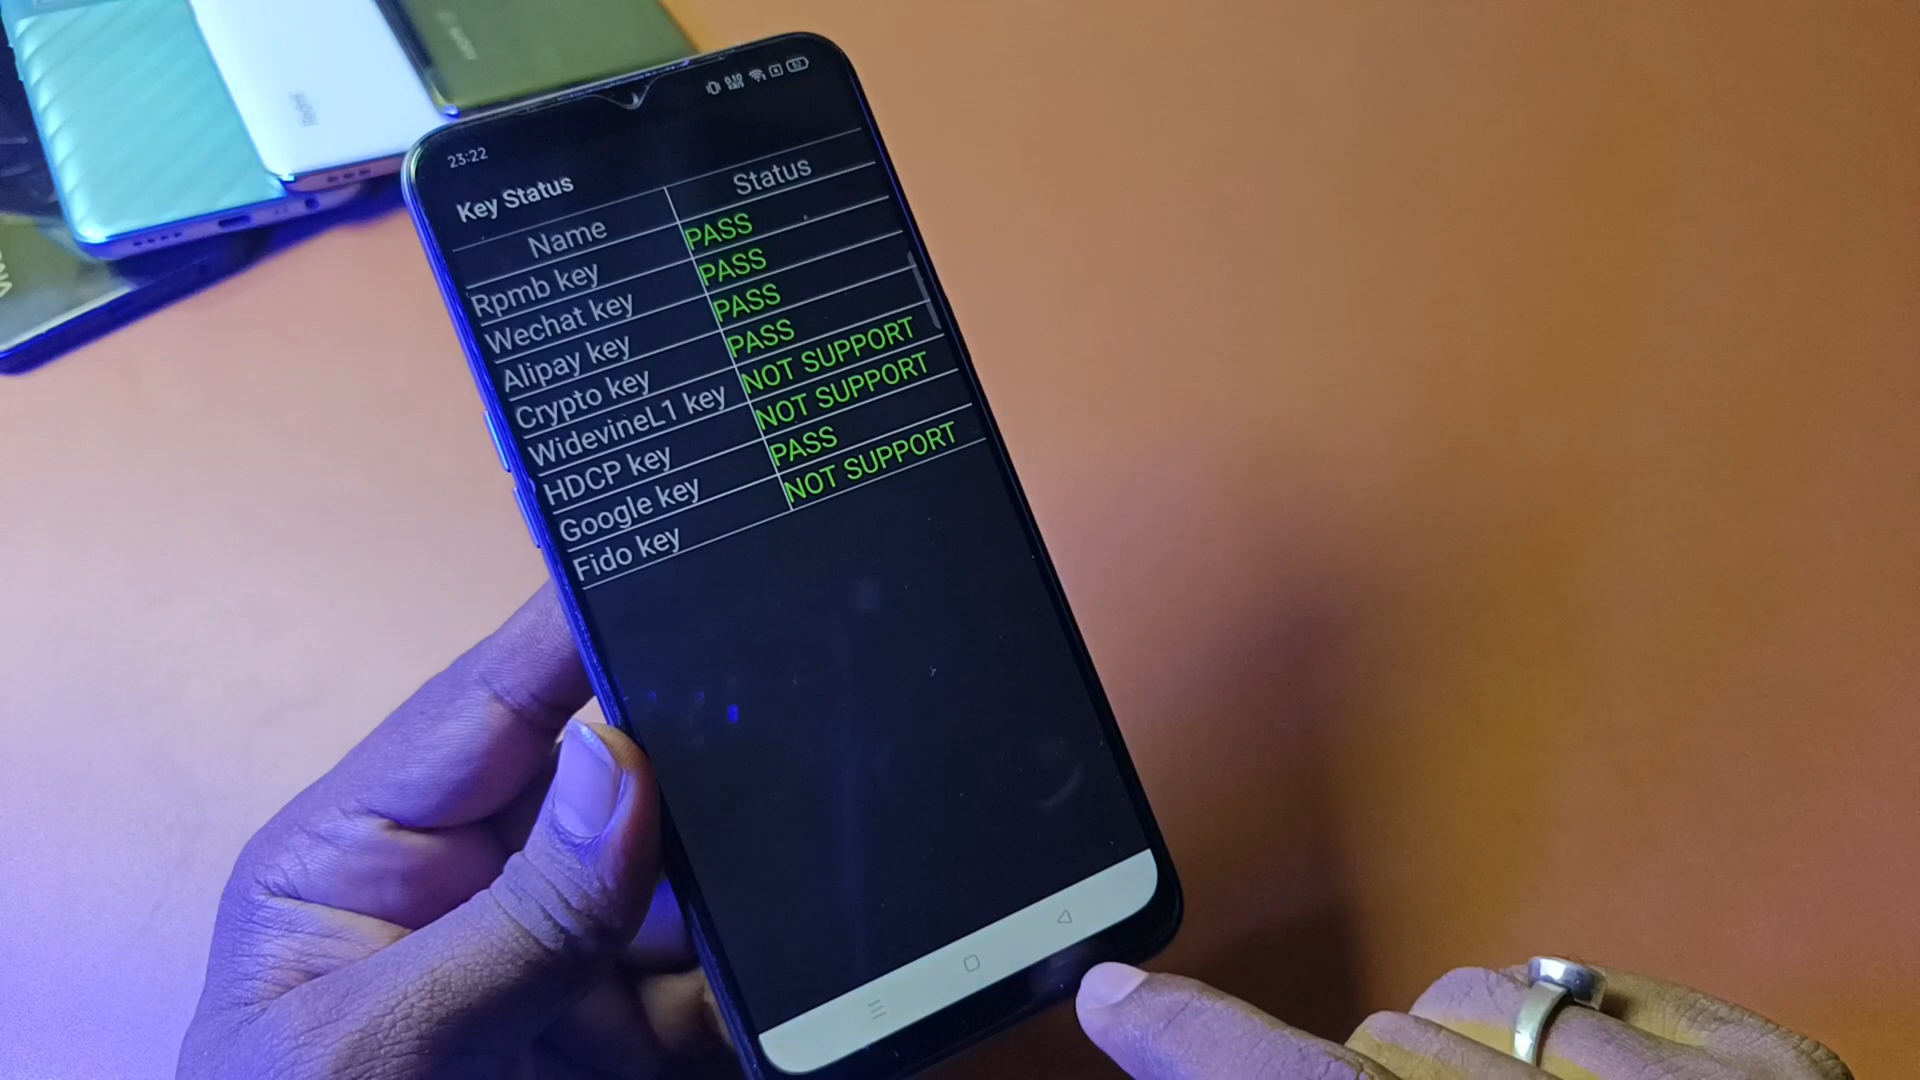 23:22
Key Status
Name Status
Rpmb key PASS
Wechat key PASS
Alipay key PASS
Crypto key PASS
WidevineL1 key NOT SUPPORT
HDCP key NOT SUPPORT
Google key PASS
Fido key NOT SUPPORT